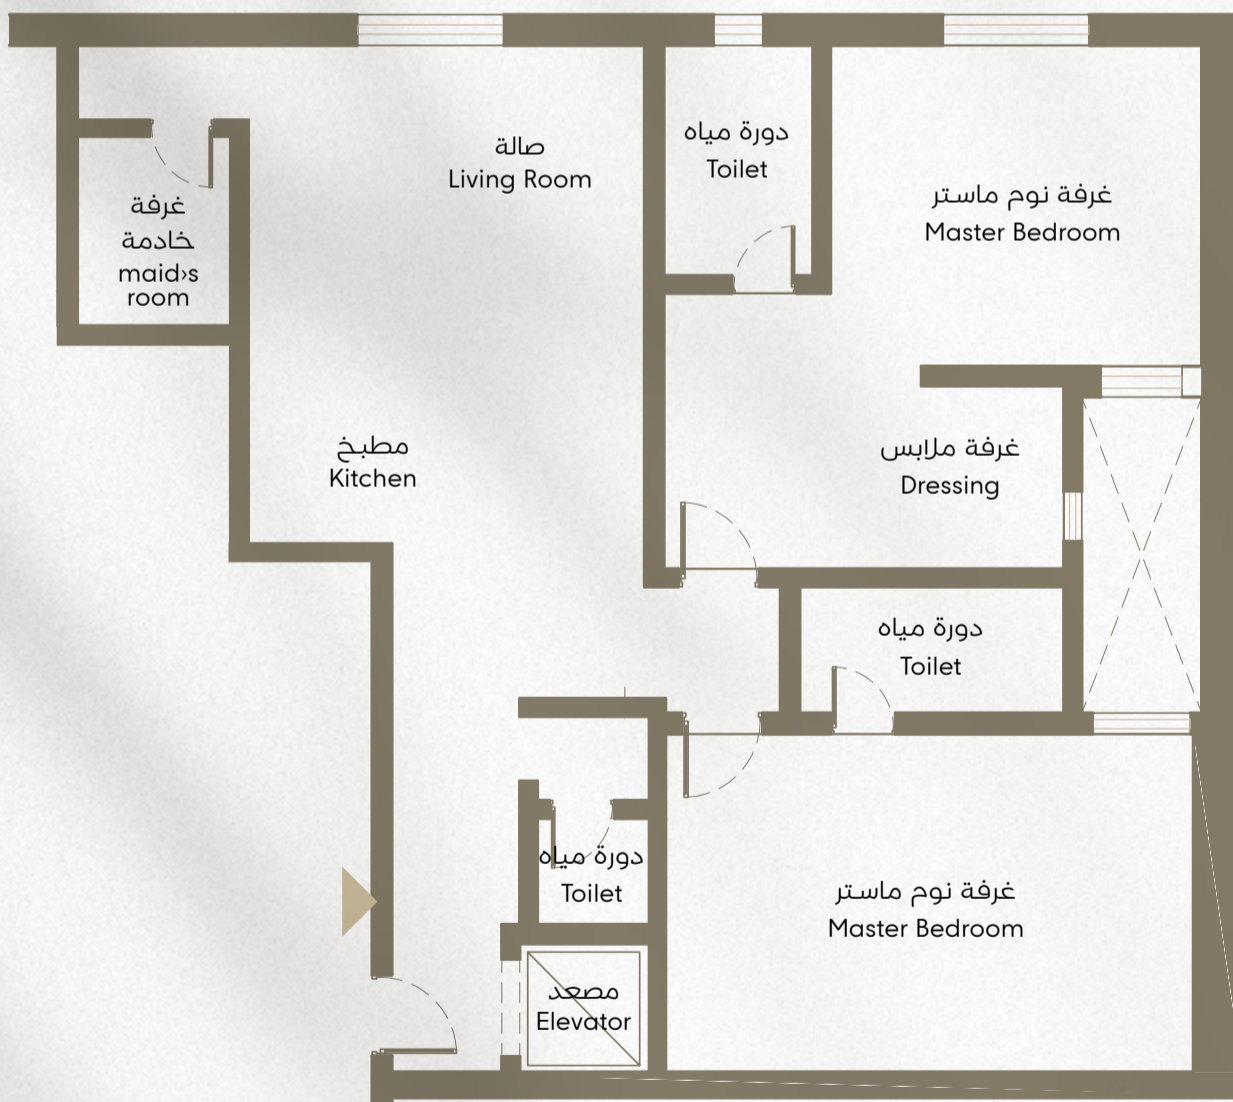 دورة مياه
Toilet
صالة
Living Room
غرفة نوم ماستر
Master Bedroom
غرفة
خادمة
maid›s
room
مطبخ
Kitchen
غرفة ملابس
Dressing
دورة مياه
Toilet
دورة مياه
Toilet
غرفة نوم ماستر
Master Bedroom
مصعد
Elevator